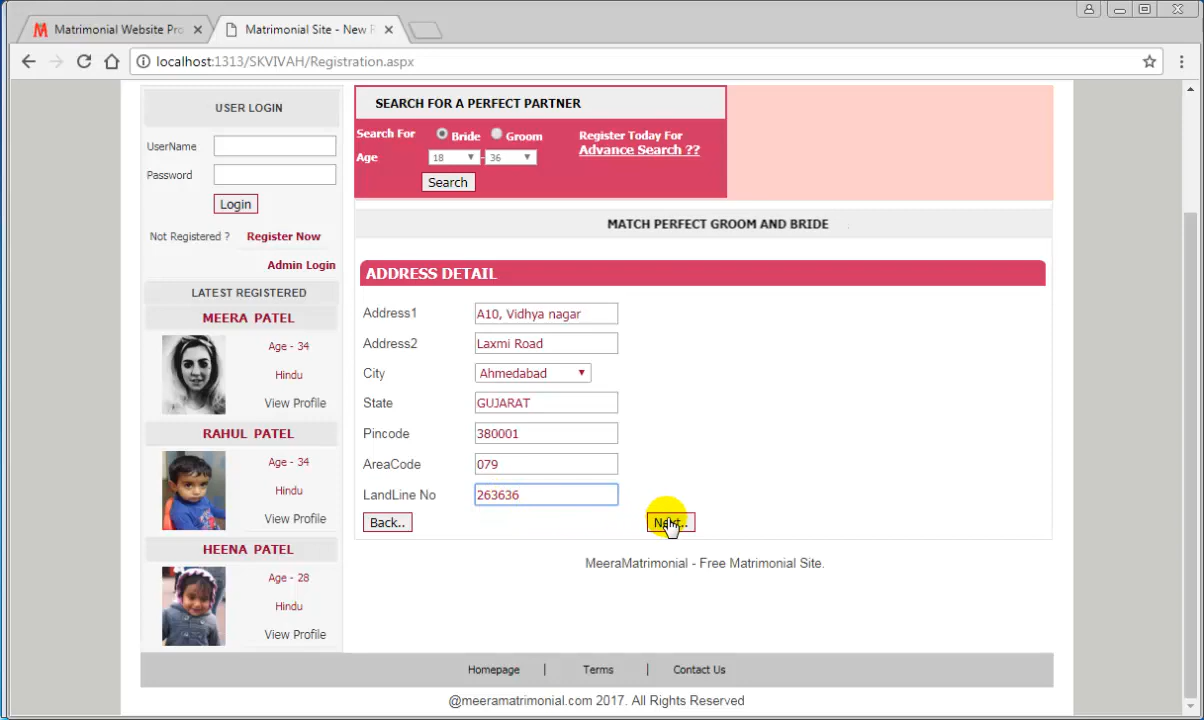 Matrimonial Website Pro
Matrimonial Site - New R
localhost:1313/SKVIVAH/Registration.aspx
USER LOGIN
UserName
Password
Login
Not Registered ? Register Now
Admin Login
LATEST REGISTERED
MEERA PATEL
Age - 34
Hindu
View Profile
RAHUL PATEL
Age - 34
Hindu
View Profile
HEENA PATEL
Age - 28
Hindu
View Profile
SEARCH FOR A PERFECT PARTNER
Search For Bride Groom
Age 18 - 36
Search
Register Today For
Advance Search ??
MATCH PERFECT GROOM AND BRIDE
ADDRESS DETAIL
Address1 A10, Vidhya nagar
Address2 Laxmi Road
City Ahmedabad
State GUJARAT
Pincode 380001
AreaCode 079
LandLine No 263636
Back.. Next..
MeeraMatrimonial - Free Matrimonial Site.
Homepage | Terms | Contact Us
@meeramatrimonial.com 2017. All Rights Reserved